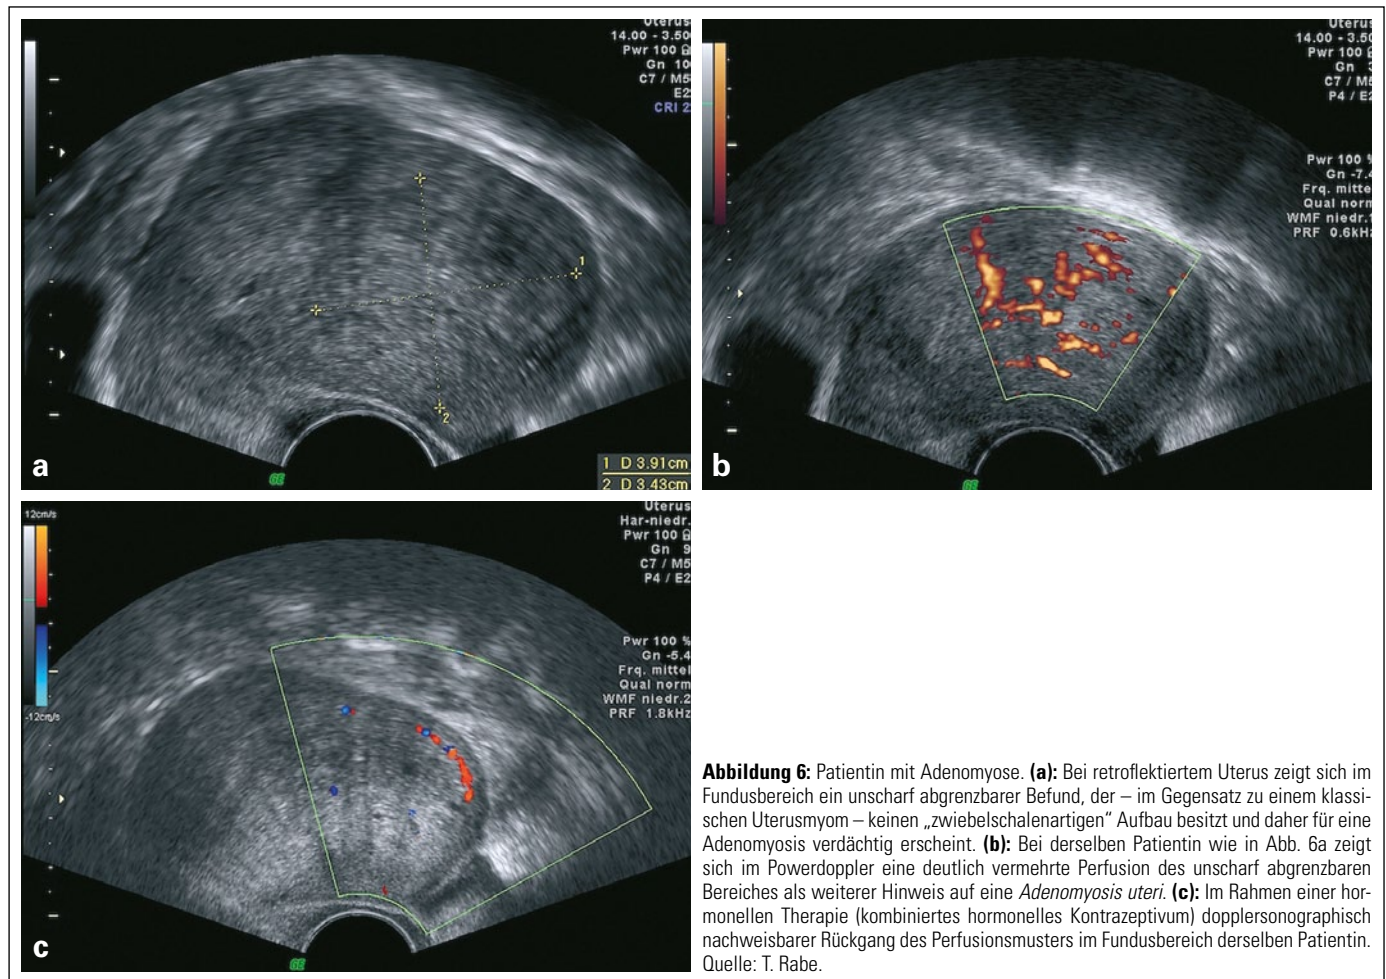 Uterus
14.00 - 3.50
Pwr 100
Gn 10
C7 / M5
E2
CRI 2
1
2
a
GE
1 D 3.91cm
2 D 3.43cm
Uterus
14.00 - 3.50
Pwr 100
Gn 3
C7 / M5
P4 / E2
Pwr 100 %
Gn -7.4
Frq. mitte
Qual norm
WMF niedr.1
PRF 0.6kHz
b
GE
12cm/s
-12cm/s
Uterus
Har-niedr.
Pwr 100
Gn 9
C7 / M5
P4 / E2
Pwr 100 %
Gn -5.4
Frq. mittel
Qual norm
WMF niedr.2
PRF 1.8kHz
c
GE
Abbildung 6: Patientin mit Adenomyose. (a): Bei retroflektiertem Uterus zeigt sich im
Fundusbereich ein unscharf abgrenzbarer Befund, der – im Gegensatz zu einem klassi-
schen Uterusmyom – keinen „zwiebelschalenartigen“ Aufbau besitzt und daher für eine
Adenomyosis verdächtig erscheint. (b): Bei derselben Patientin wie in Abb. 6a zeigt
sich im Powerdoppler eine deutlich vermehrte Perfusion des unscharf abgrenzbaren
Bereiches als weiterer Hinweis auf eine Adenomyosis uteri. (c): Im Rahmen einer hor-
monellen Therapie (kombiniertes hormonelles Kontrazeptivum) dopplersonographisch
nachweisbarer Rückgang des Perfusionsmusters im Fundusbereich derselben Patientin.
Quelle: T. Rabe.